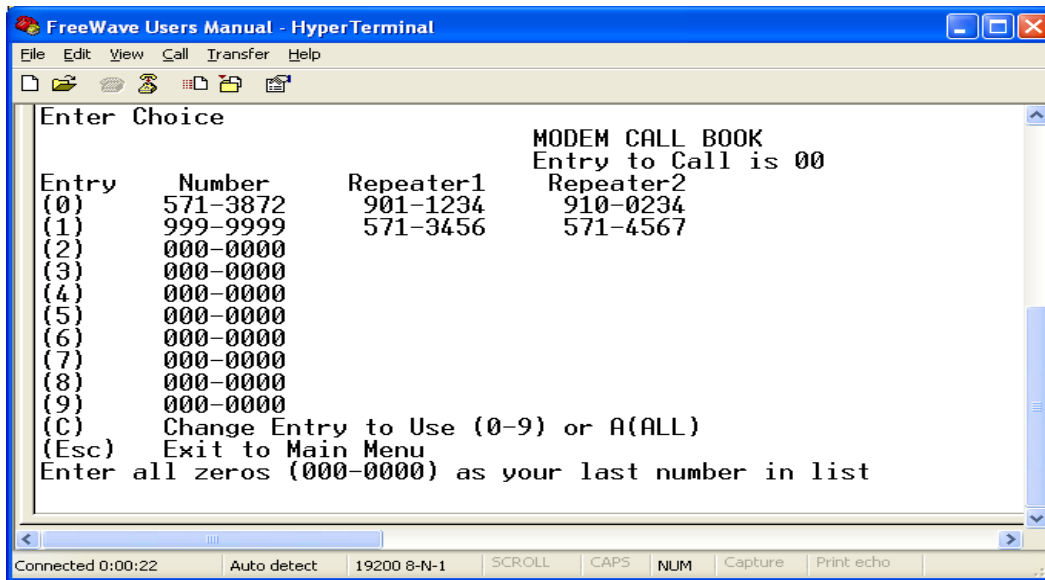 FreeWave Users Manual - HyperTerminal
File Edit View Call Transfer Help
Enter Choice
MODEM CALL BOOK
Entry to Call is 00
Entry Number Repeater1 Repeater2
(0) 571-3872 901-1234 910-0234
(1) 999-9999 571-3456 571-4567
(2) 000-0000
(3) 000-0000
(4) 000-0000
(5) 000-0000
(6) 000-0000
(7) 000-0000
(8) 000-0000
(9) 000-0000
(C) Change Entry to Use (0-9) or A(ALL)
(Esc) Exit to Main Menu
Enter all zeros (000-0000) as your last number in list
Connected 0:00:22 Auto detect 19200 8-N-1 SCROLL CAPS NUM Capture Print echo